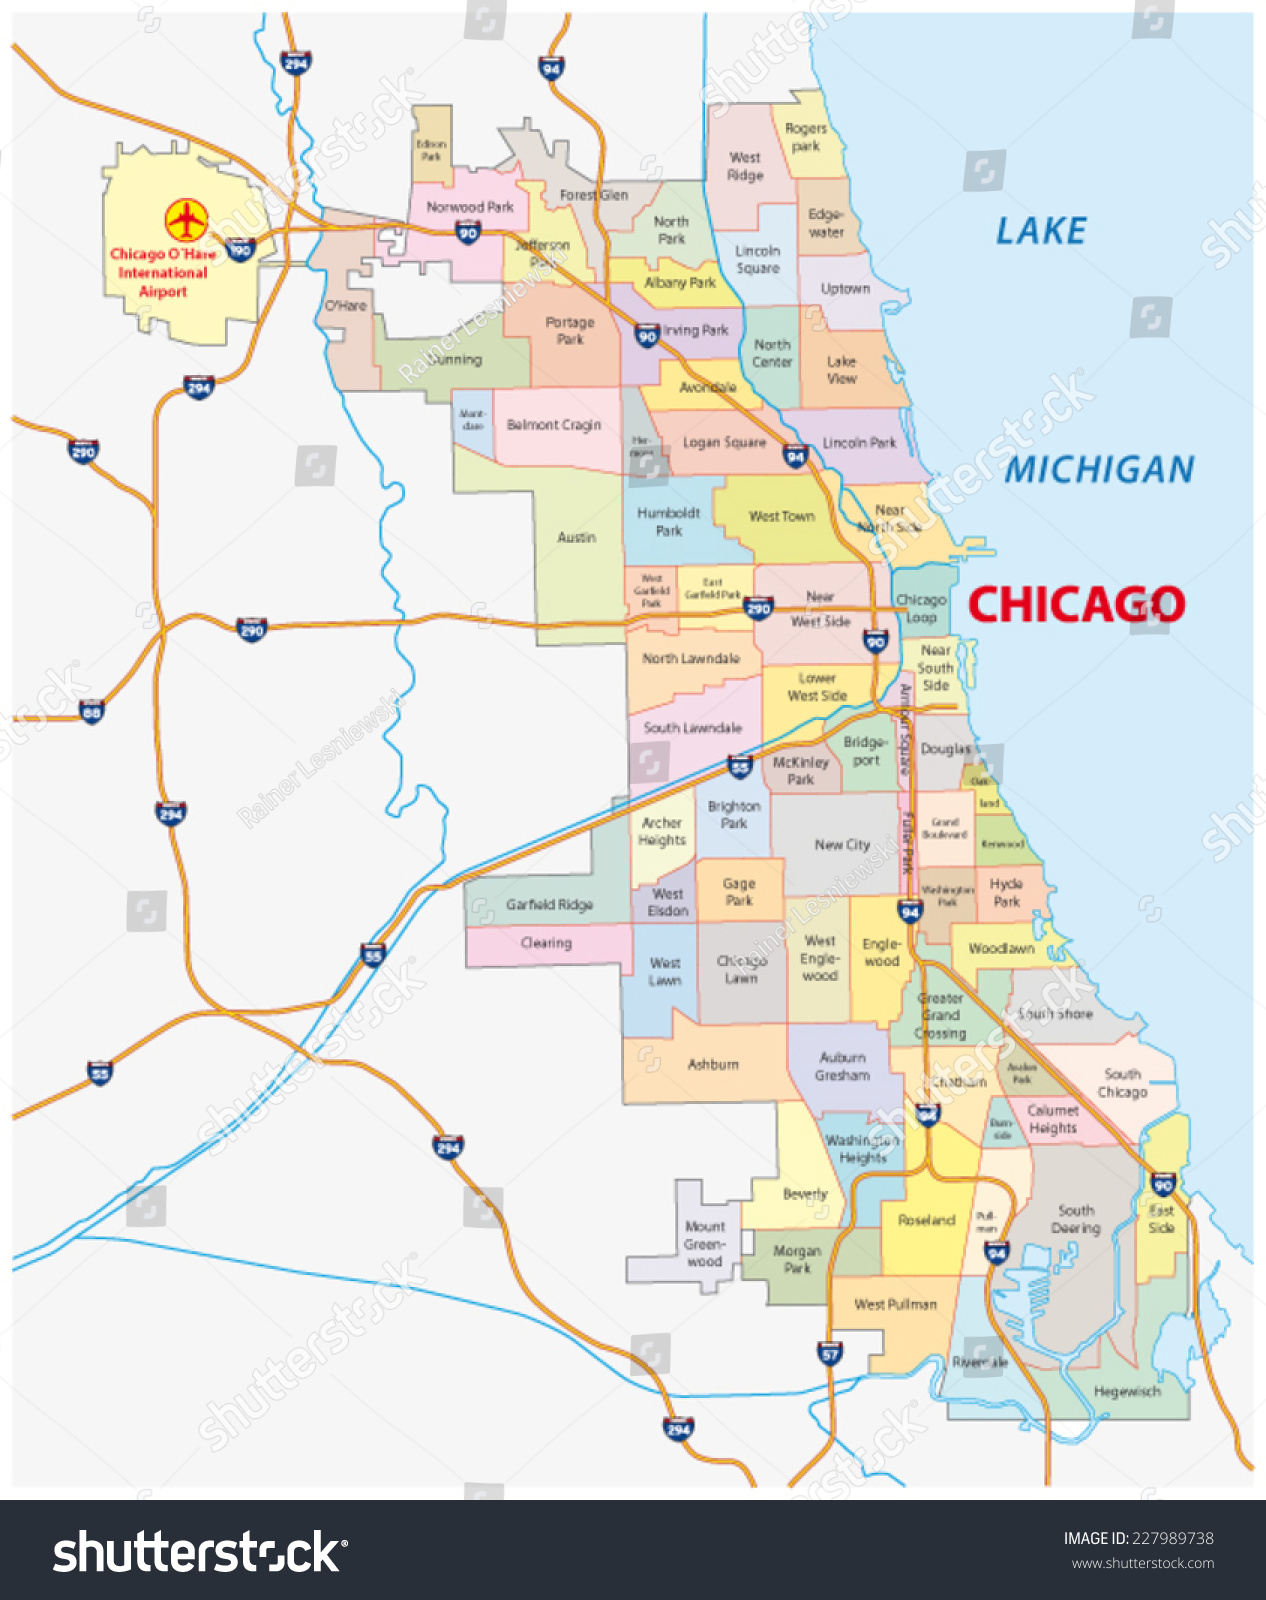 294
94
Edison
Park
Rogers
park
West
Ridge
Forest Glen
Norwood Park
90
North
Park
Edge-
water
LAKE
Chicago O'Hare
International
Airport
190
Jefferson
Park
Lincoln
Square
Albany Park
Uptown
O'Hare
Portage
Park
90
Irving Park
North
Center
Lake
View
Dunning
294
Avondale
Mont-
clare
Belmont Cragin
Her-
mosa
Logan Square
94
Lincoln Park
290
MICHIGAN
Humboldt
Park
West Town
Near
North Side
Austin
West
Garfield
Park
East
Garfield Park
290
Near
West Side
Chicago
Loop
CHICAGO
290
90
North Lawndale
Near
South
Side
Lower
West Side
88
South Lawndale
Armour Square
Bridge-
port
Douglas
55
McKinley
Park
Oak-
land
294
Brighton
Park
Archer
Heights
New City
Fuller Park
Grand
Boulevard
Kenwood
Garfield Ridge
West
Elsdon
Gage
Park
Washington
Park
Hyde
Park
94
Clearing
55
West
Lawn
Chicago
Lawn
West
Engle-
wood
Engle-
wood
Woodlawn
Greater
Grand
Crossing
South Shore
55
Ashburn
Auburn
Gresham
Chatham
Avalon
Park
South
Chicago
94
Burn-
side
Calumet
Heights
294
Washington
Heights
Beverly
90
Mount
Green-
wood
Roseland
Pull-
man
South
Deering
East
Side
94
Morgan
Park
West Pullman
57
Riverdale
Hegewisch
294
shutterstock
Rainer Lesniewski
shutterstock
IMAGE ID: 227989738
www.shutterstock.com